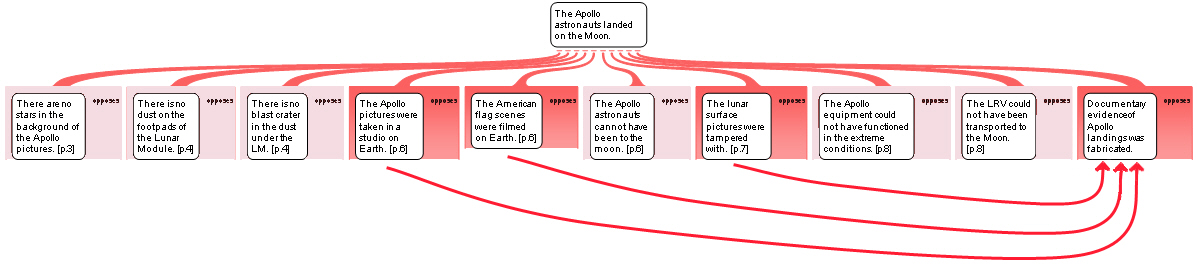 The Apollo
astronauts landed
on the Moon.
There are no
stars in the
background of
the Apollo
pictures. [p.3]
opposes
There is no
dust on the
footpads of
the Lunar
Module. [p.4]
opposes
There is no
blast crater
in the dust
under the
LM. [p.4]
opposes
The Apollo
pictures were
taken in a
studio on
Earth. [p.6]
opposes
The American
flag scenes
were filmed
on Earth. [p.6]
opposes
The Apollo
astronauts
cannot have
been to the
moon. [p.6]
opposes
The lunar
surface
pictures were
tampered
with. [p.7]
opposes
The Apollo
equipment could
not have functioned
in the extreme
conditions. [p.8]
opposes
The LRV could
not have been
transported to
the Moon.
[p.8]
opposes
Documentary
evidence of
Apollo
landings was
fabricated.
opposes